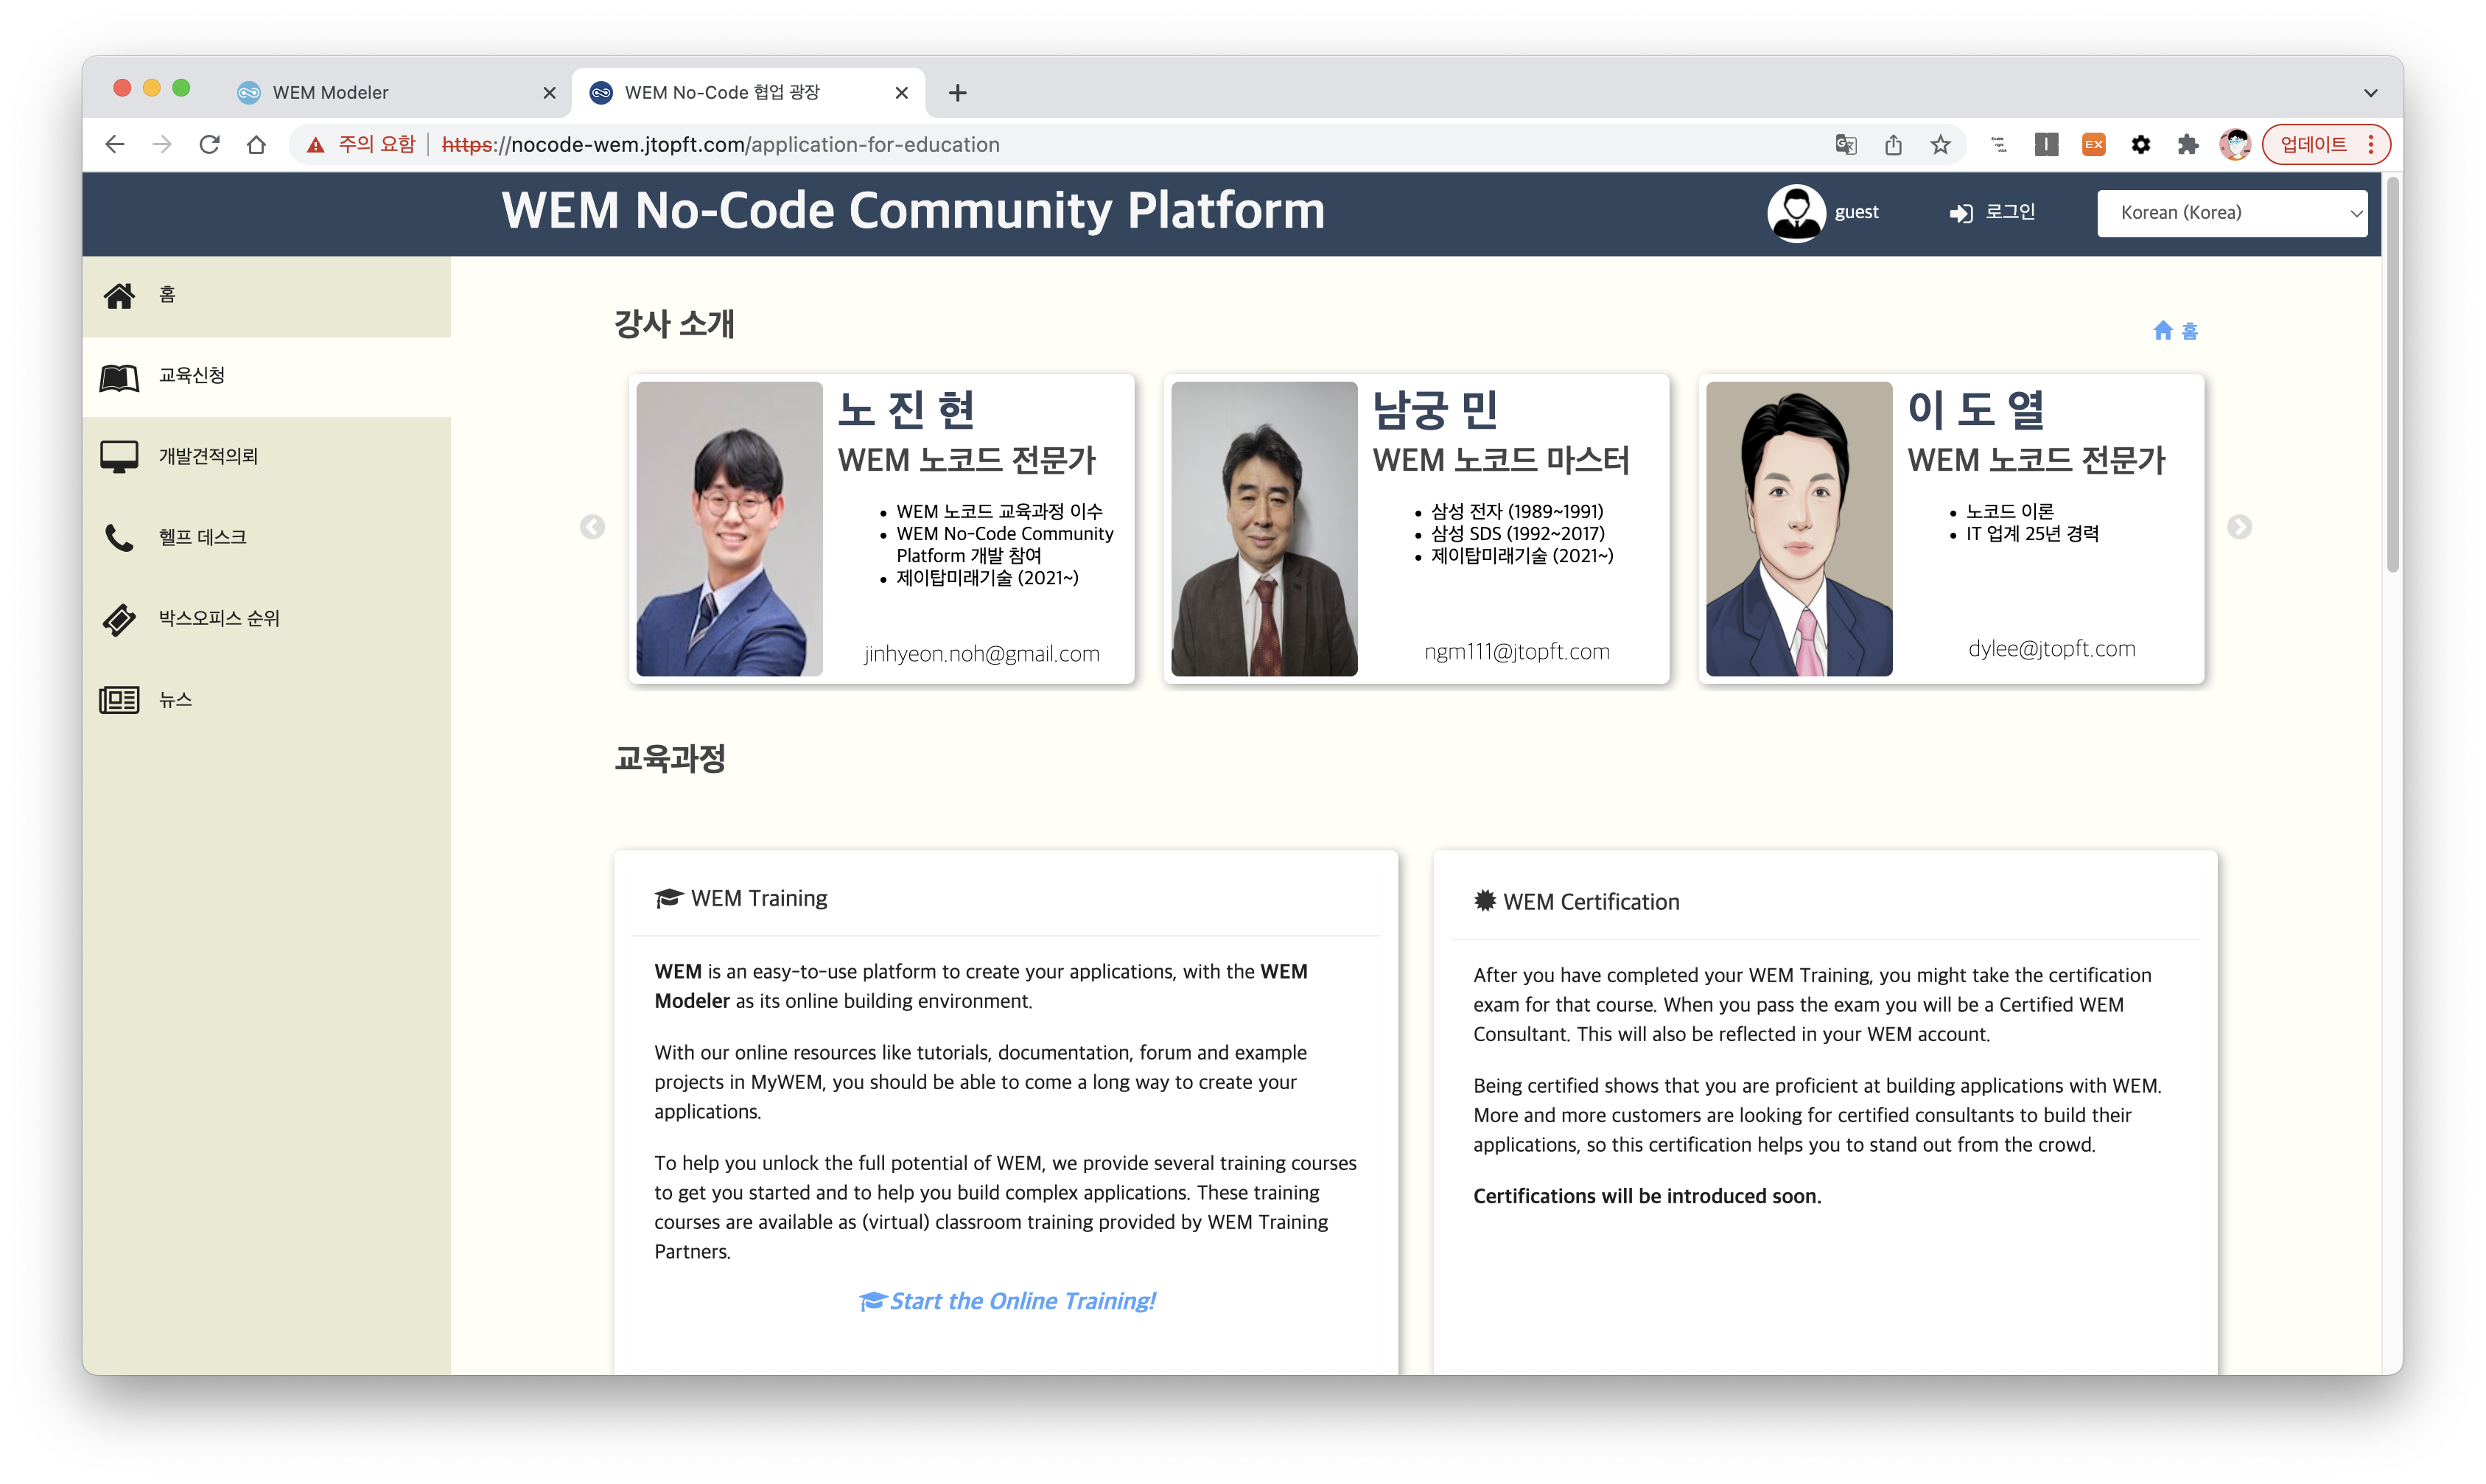 WEM Modeler
WEM No-Code 협업 광장
주의 요함
https://nocode-wem.jtopft.com/application-for-education
EX
업데이트
WEM No-Code Community Platform
guest
로그인
Korean (Korea)
홈
교육신청
개발견적의뢰
헬프 데스크
박스오피스 순위
뉴스
강사 소개
홈
노 진 현
WEM 노코드 전문가
WEM 노코드 교육과정 이수
WEM No-Code Community
Platform 개발 참여
제이탑미래기술 (2021~)
jinhyeon.noh@gmail.com
남궁 민
WEM 노코드 마스터
삼성 전자 (1989~1991)
삼성 SDS (1992~2017)
제이탑미래기술 (2021~)
ngm111@jtopft.com
이 도 열
WEM 노코드 전문가
노코드 이론
IT 업계 25년 경력
dylee@jtopft.com
교육과정
WEM Training
WEM is an easy-to-use platform to create your applications, with the WEM
Modeler as its online building environment.
With our online resources like tutorials, documentation, forum and example
projects in MyWEM, you should be able to come a long way to create your
applications.
To help you unlock the full potential of WEM, we provide several training courses
to get you started and to help you build complex applications. These training
courses are available as (virtual) classroom training provided by WEM Training
Partners.
Start the Online Training!
WEM Certification
After you have completed your WEM Training, you might take the certification
exam for that course. When you pass the exam you will be a Certified WEM
Consultant. This will also be reflected in your WEM account.
Being certified shows that you are proficient at building applications with WEM.
More and more customers are looking for certified consultants to build their
applications, so this certification helps you to stand out from the crowd.
Certifications will be introduced soon.